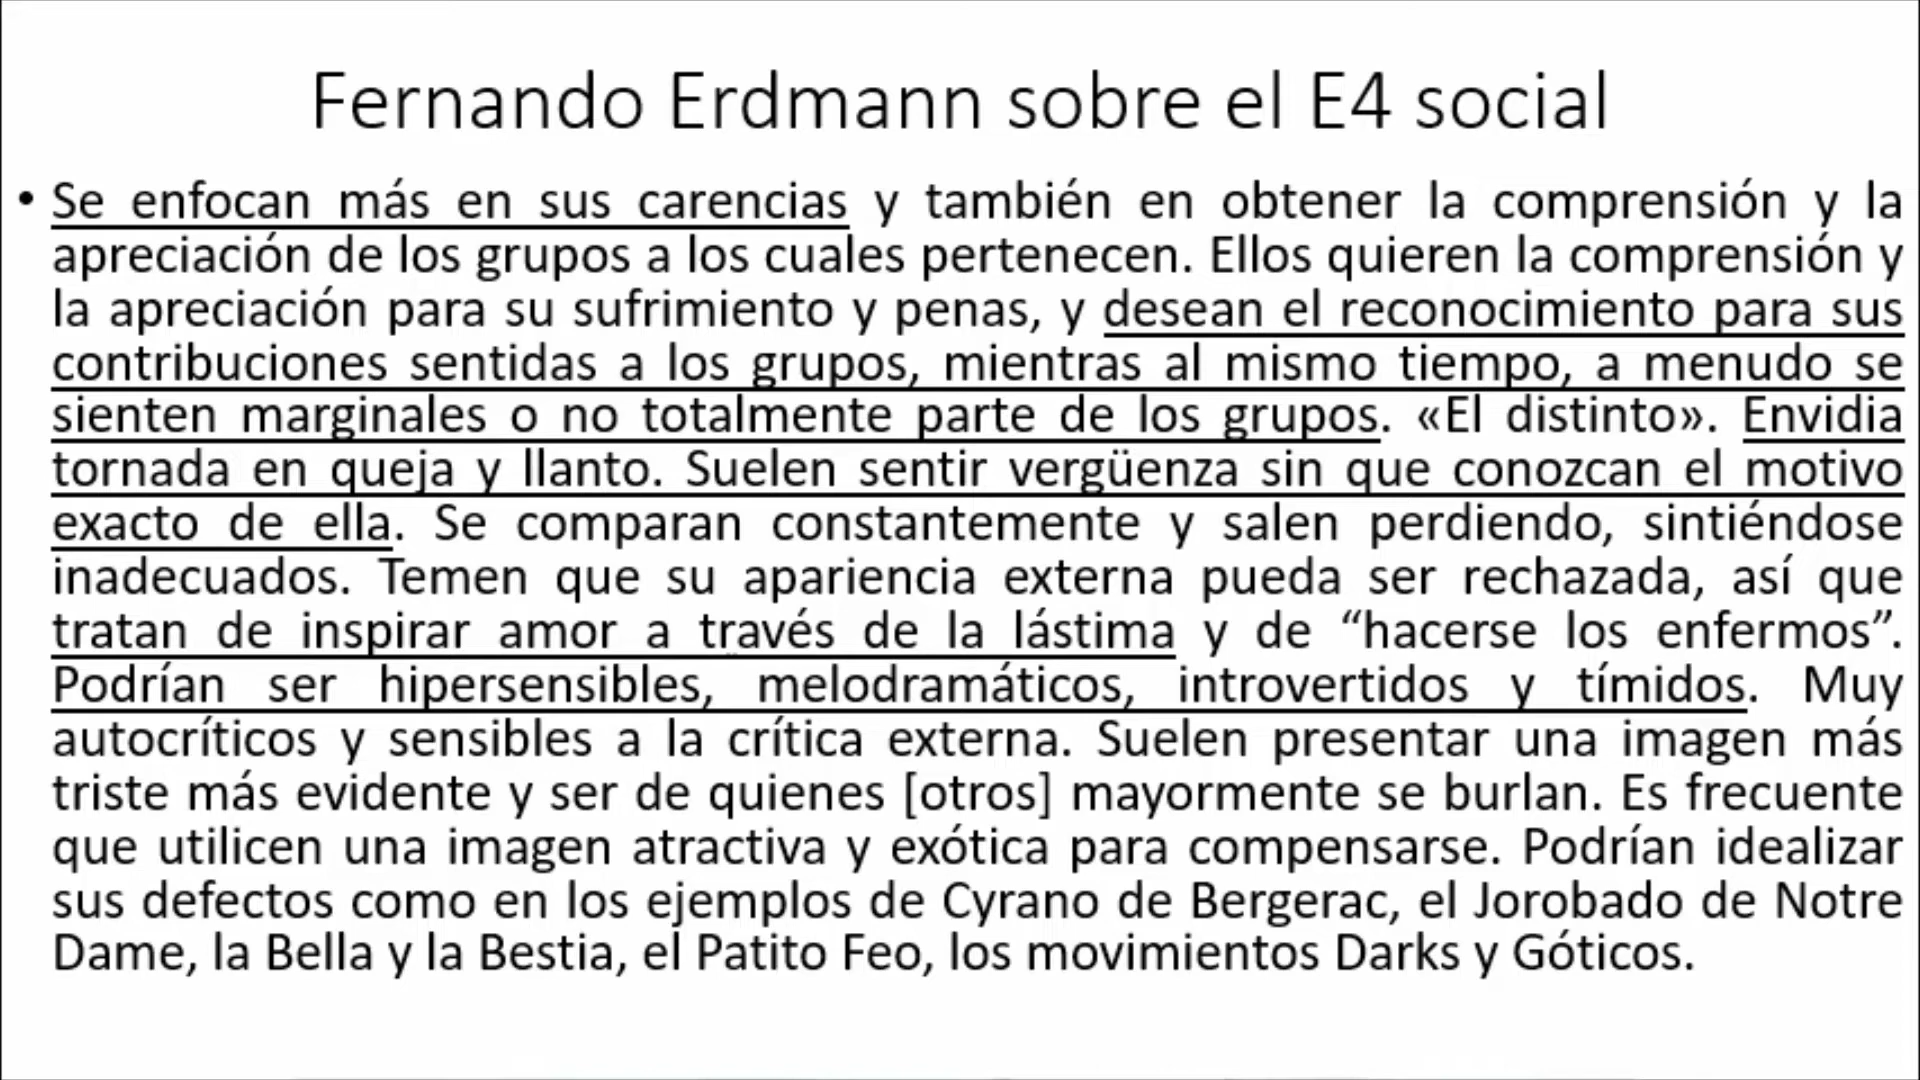 Fernando Erdmann sobre el E4 social
• Se enfocan más en sus carencias y también en obtener la comprensión y la
apreciación de los grupos a los cuales pertenecen. Ellos quieren la comprensión y
la apreciación para su sufrimiento y penas, y desean el reconocimiento para sus
contribuciones sentidas a los grupos, mientras al mismo tiempo, a menudo se
sienten marginales o no totalmente parte de los grupos. «El distinto». Envidia
tornada en queja y llanto. Suelen sentir vergüenza sin que conozcan el motivo
exacto de ella. Se comparan constantemente y salen perdiendo, sintiéndose
inadecuados. Temen que su apariencia externa pueda ser rechazada, así que
tratan de inspirar amor a través de la lástima y de “hacerse los enfermos”.
Podrían ser hipersensibles, melodramáticos, introvertidos y tímidos. Muy
autocríticos y sensibles a la crítica externa. Suelen presentar una imagen más
triste más evidente y ser de quienes [otros] mayormente se burlan. Es frecuente
que utilicen una imagen atractiva y exótica para compensarse. Podrían idealizar
sus defectos como en los ejemplos de Cyrano de Bergerac, el Jorobado de Notre
Dame, la Bella y la Bestia, el Patito Feo, los movimientos Darks y Góticos.